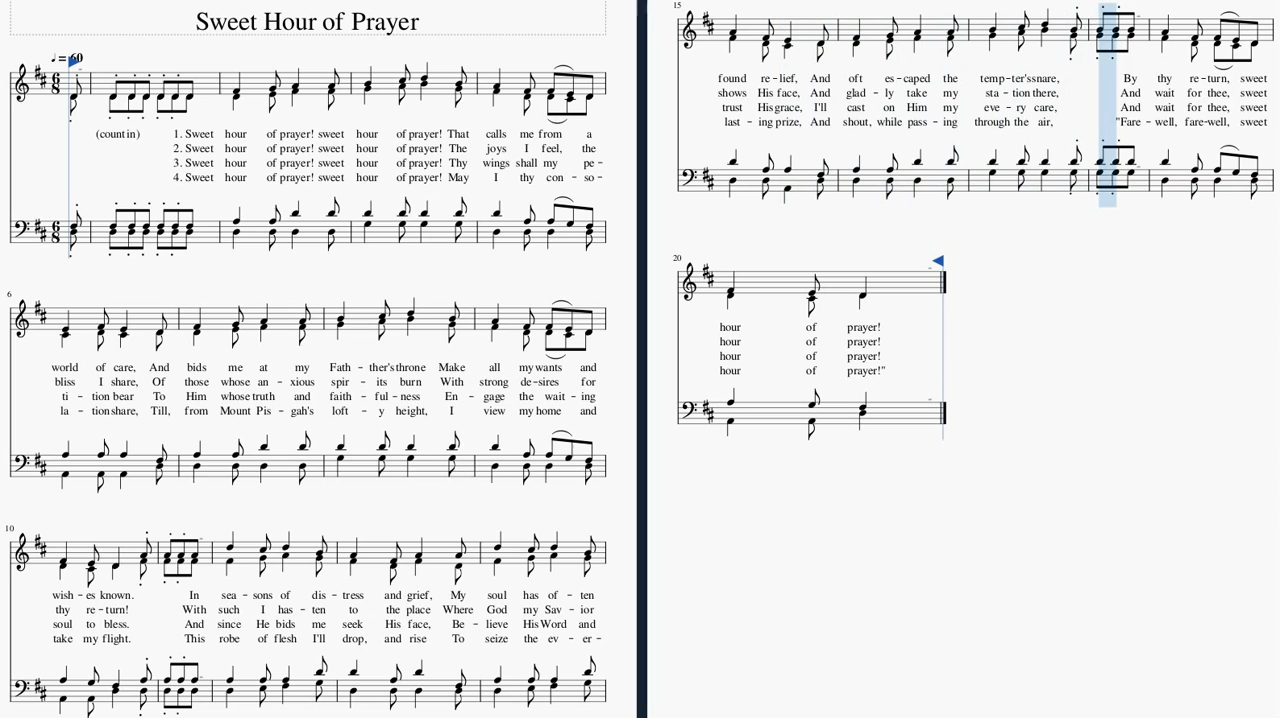 Sweet Hour of Prayer
♩ = 60
(count in) 1. Sweet hour of prayer! sweet hour of prayer! That calls me from a
2. Sweet hour of prayer! sweet hour of prayer! The joys I feel, the
3. Sweet hour of prayer! sweet hour of prayer! Thy wings shall my pe-
4. Sweet hour of prayer! sweet hour of prayer! May I thy con - so-
6
world of care, And bids me at my Fath - ther's throne Make all my wants and
bliss I share, Of those whose an - xious spir - its burn With strong de-sires for
ti - tion bear To Him whose truth and faith - ful - ness En - gage the wait - ing
la - tion share, Till, from Mount Pis - gah's loft - y height, I view my home and
10
wish - es known. In sea - sons of dis - tress and grief, My soul has of - ten
thy re - turn! With such I has - ten to the place Where God my Sav - ior
soul to bless. And since He bids me seek His face, Be - lieve His Word and
take my flight. This robe of flesh I'll drop, and rise To seize the ev - er-
15
found re - lief, And oft es - caped the temp - ter's snare, By thy re - turn, sweet
shows His face, And glad - ly take my sta - tion there, And wait for thee, sweet
trust His grace, I'll cast on Him my eve - ry care, And wait for thee, sweet
last - ing prize, And shout, while pass - ing through the air, "Fare - well, fare - well, sweet
20
hour of prayer!
hour of prayer!
hour of prayer!
hour of prayer!"